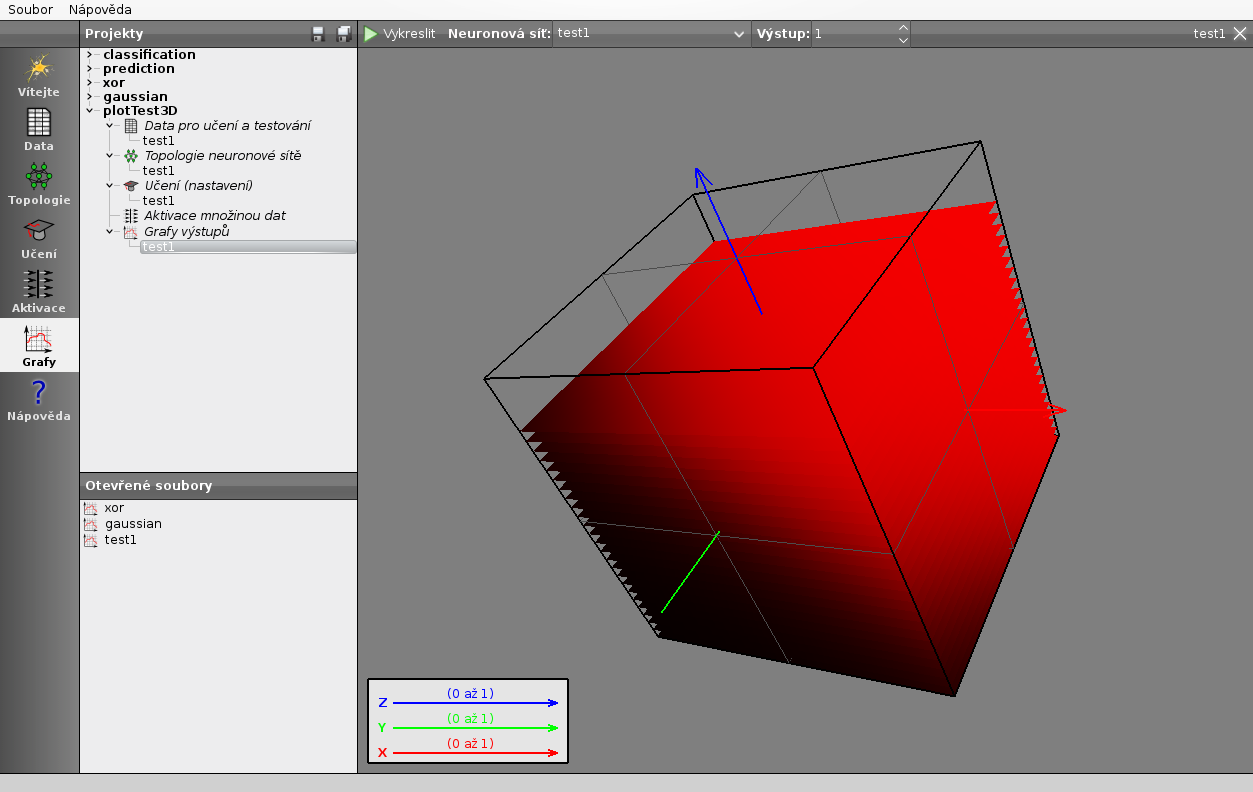 Soubor Nápověda
Projekty
Vykreslit Neuronová síť: test1 Výstup: 1 test1
Vítejte
Data
Topologie
Učení
Aktivace
Grafy
Nápověda
classification
prediction
xor
gaussian
plotTest3D
Data pro učení a testování
test1
Topologie neuronové sítě
test1
Učení (nastavení)
test1
Aktivace množinou dat
Grafy výstupů
test1
Otevřené soubory
xor
gaussian
test1
Z (0 až 1)
Y (0 až 1)
X (0 až 1)